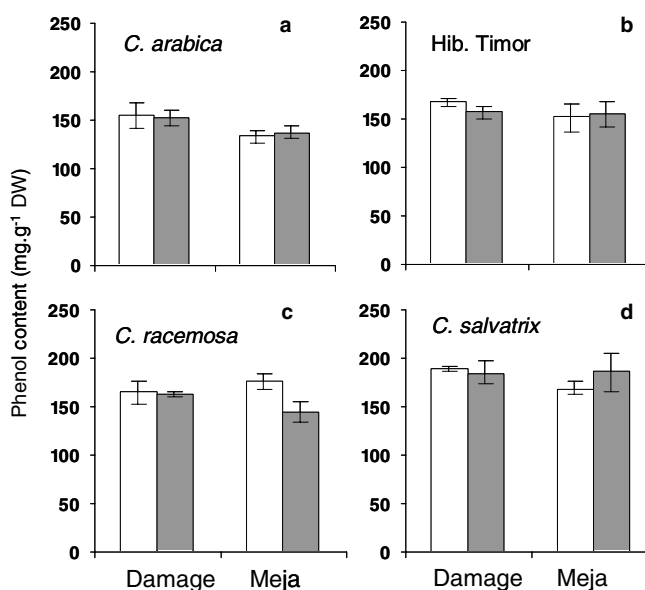 Phenol content (mg.g⁻¹ DW)
a
C. arabica
250
200
150
100
50
0
b
Hib. Timor
250
200
150
100
50
0
c
C. racemosa
250
200
150
100
50
0
Damage Meja
d
C. salvatrix
250
200
150
100
50
0
Damage Meja